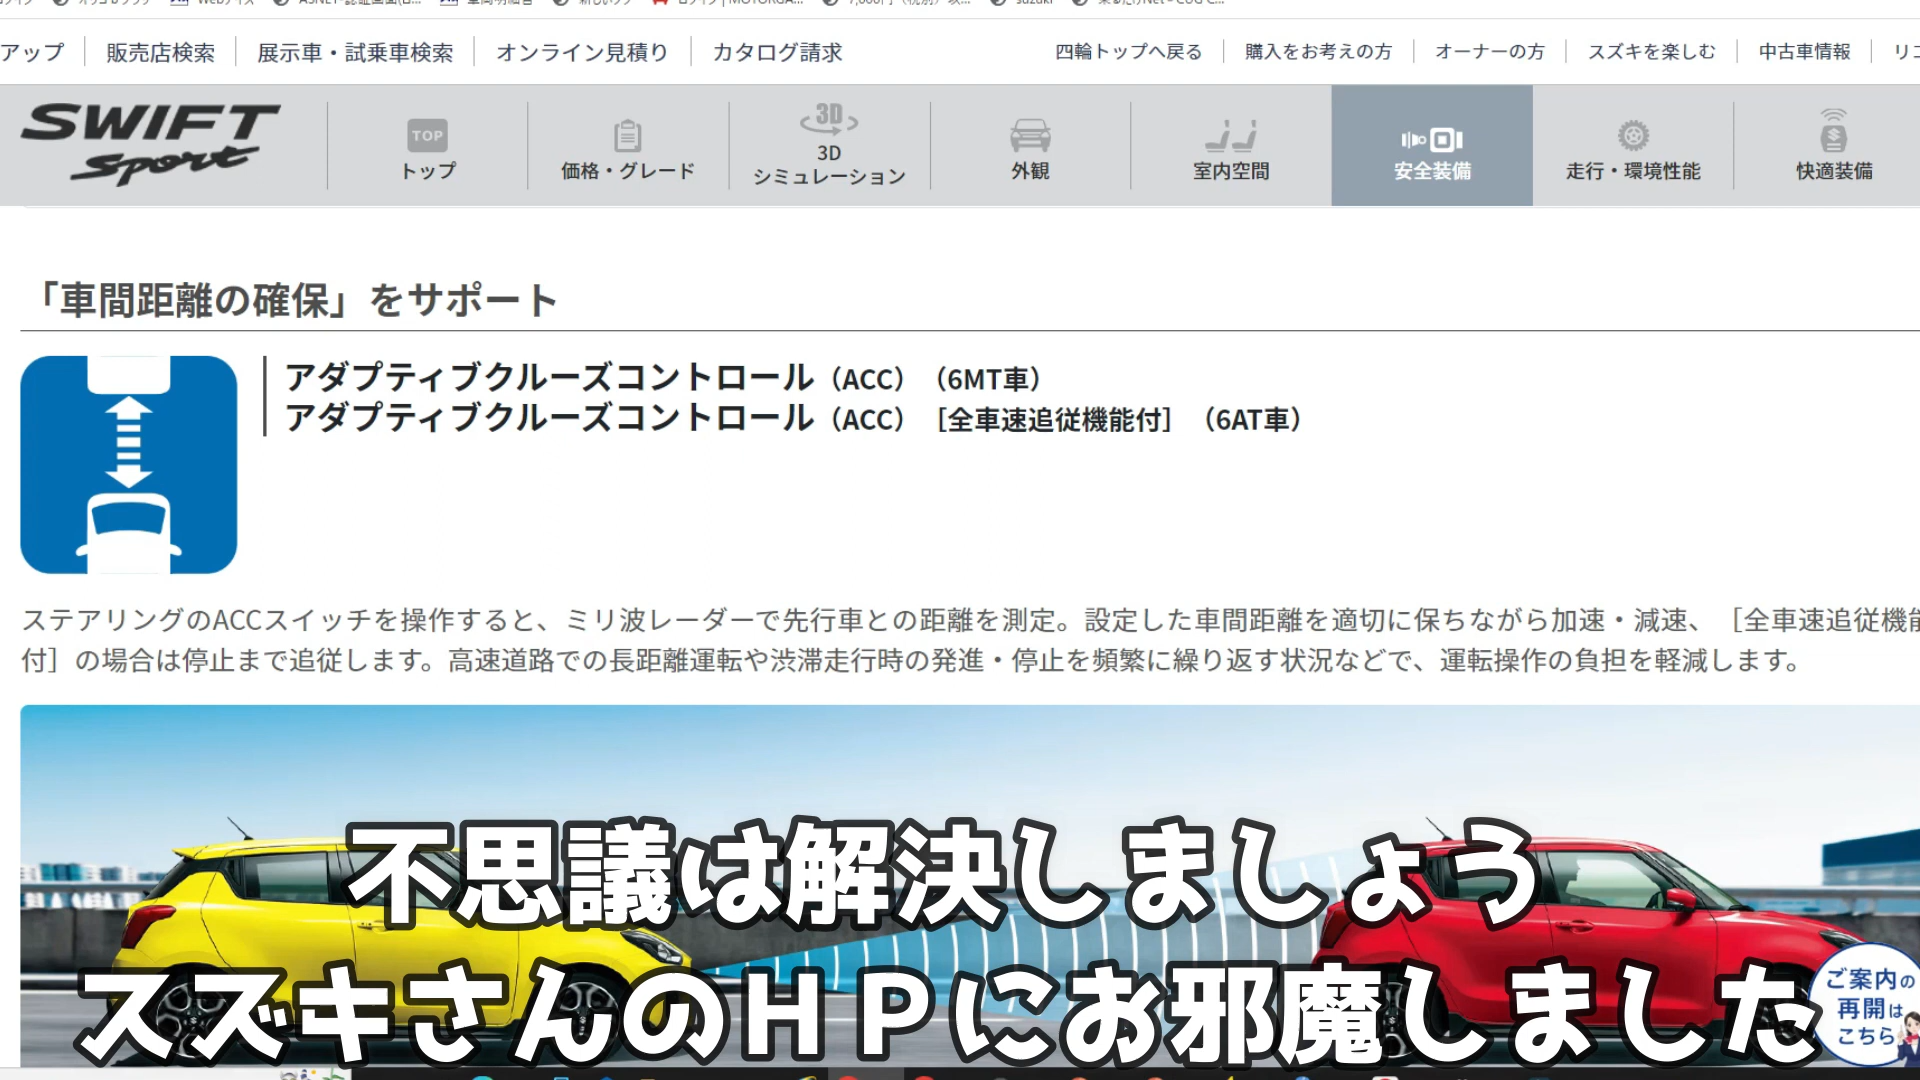 アップ
販売店検索
展示車・試乗車検索
オンライン見積り
カタログ請求
四輪トップへ戻る
購入をお考えの方
オーナーの方
スズキを楽しむ
中古車情報
SWIFT
Sport
TOP
トップ
価格・グレード
3D
3D
シミュレーション
外観
室内空間
安全装備
走行・環境性能
快適装備
「車間距離の確保」をサポート
アダプティブクルーズコントロール（ACC）（6MT車）
アダプティブクルーズコントロール（ACC）［全車速追従機能付］（6AT車）
ステアリングのACCスイッチを操作すると、ミリ波レーダーで先行車との距離を測定。設定した車間距離を適切に保ちながら加速・減速、［全車速追従機能
付］の場合は停止まで追従します。高速道路での長距離運転や渋滞走行時の発進・停止を頻繁に繰り返す状況などで、運転操作の負担を軽減します。
不思議は解決しましょう
スズキさんのＨＰにお邪魔しました
ご案内の
再開は
こちら